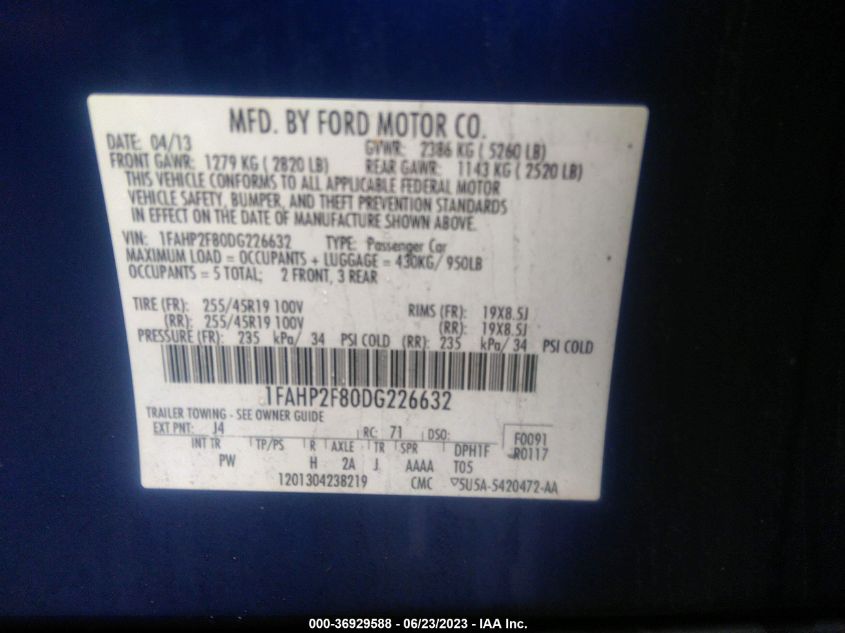 MFD. BY FORD MOTOR CO.
DATE: 04/13 GVWR: 2386 KG ( 5260 LB)
FRONT GAWR: 1279 KG ( 2820 LB) REAR GAWR: 1143 KG ( 2520 LB)
THIS VEHICLE CONFORMS TO ALL APPLICABLE FEDERAL MOTOR
VEHICLE SAFETY, BUMPER, AND THEFT PREVENTION STANDARDS
IN EFFECT ON THE DATE OF MANUFACTURE SHOWN ABOVE.
VIN: 1FAHP2F80DG226632 TYPE: Passenger Car
MAXIMUM LOAD = OCCUPANTS + LUGGAGE = 430KG/ 950LB
OCCUPANTS = 5 TOTAL; 2 FRONT, 3 REAR
TIRE (FR): 255/45R19 100V RIMS (FR): 19X8.5J
(RR): 255/45R19 100V (RR): 19X8.5J
PRESSURE (FR): 235 kPa/ 34 PSI COLD (RR): 235 kPa/ 34 PSI COLD
1FAHP2F80DG226632
TRAILER TOWING - SEE OWNER GUIDE
EXT PNT: J4 RC: 71 DSO: F0091
INT TR TP/PS R AXLE TR SPR DPH1F R0117
PW H 2A J AAAA T05
1201304238219 CMC ▽5U5A-5420472-AA
000-36929588 - 06/23/2023 - IAA Inc.